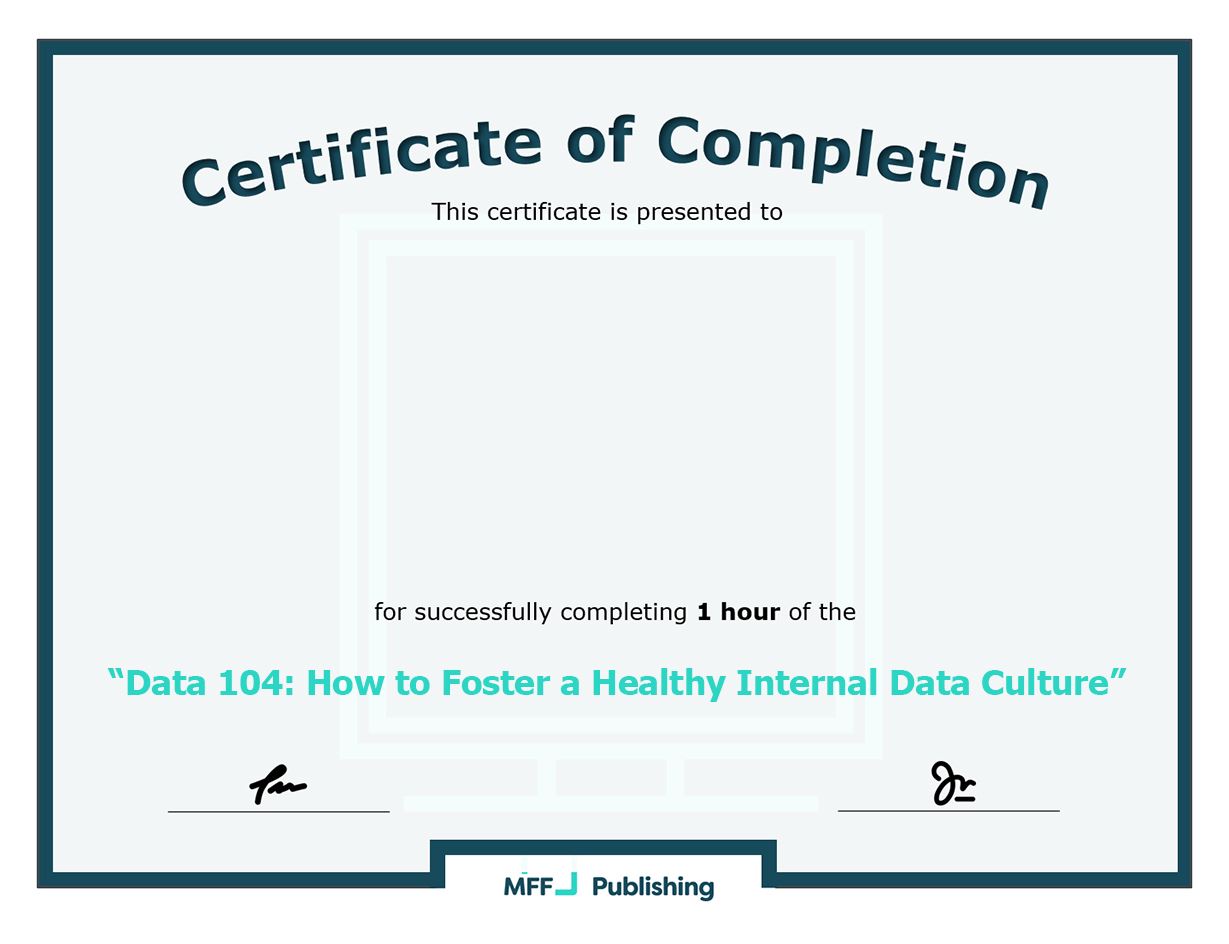 Certificate of Completion
This certificate is presented to
for successfully completing 1 hour of the
“Data 104: How to Foster a Healthy Internal Data Culture”
MFF Publishing